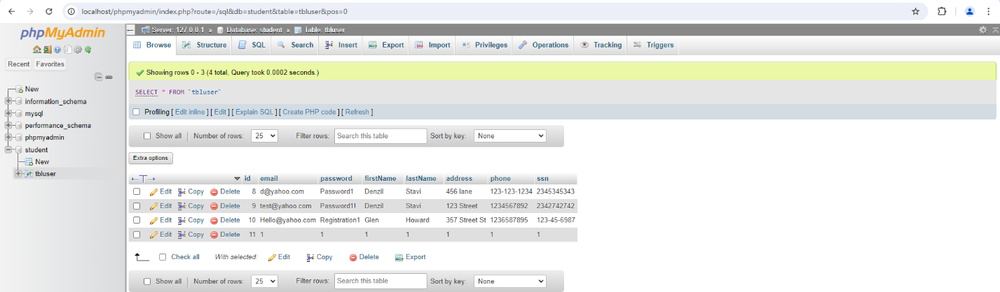 localhost/phpmyadmin/index.php?route=/sql&db=student&table=tbluser&pos=0
phpMyAdmin
Recent Favorites
New
information_schema
mysql
performance_schema
phpmyadmin
student
New
tbluser
Server: 127.0.0.1 » Database: student » Table: tbluser
Browse Structure SQL Search Insert Export Import Privileges Operations Tracking Triggers
Showing rows 0 - 3 (4 total, Query took 0.0002 seconds.)
SELECT * FROM `tbluser`
Profiling [ Edit inline ] [ Edit ] [ Explain SQL ] [ Create PHP code ] [ Refresh ]
Show all Number of rows: 25 Filter rows: Search this table Sort by key: None
Extra options
id email password firstName lastName address phone ssn
Edit Copy Delete 8 d@yahoo.com Password1 Denzil Stavi 456 lane 123-123-1234 2345345343
Edit Copy Delete 9 test@yahoo.com Password1! Denzil Stavi 123 Street 1234567892 2342742742
Edit Copy Delete 10 Hello@yahoo.com Registration1 Glen Howard 357 Street St 1236587895 123-45-6987
Edit Copy Delete 11 1 1 1 1 1 1 1
Check all With selected: Edit Copy Delete Export
Show all Number of rows: 25 Filter rows: Search this table Sort by key: None